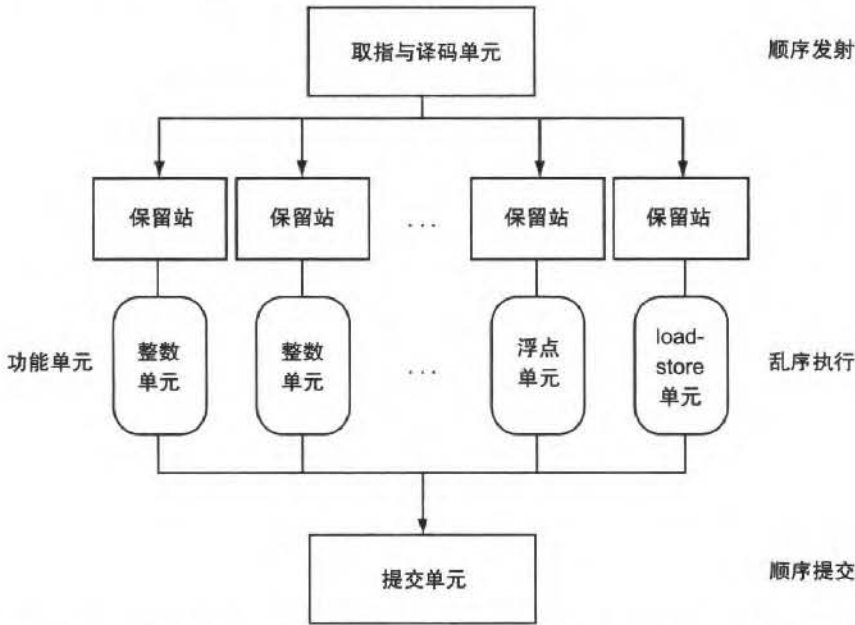 取指与译码单元
顺序发射
保留站
保留站
...
保留站
保留站
功能单元
整数
单元
整数
单元
...
浮点
单元
load-
store
单元
乱序执行
提交单元
顺序提交